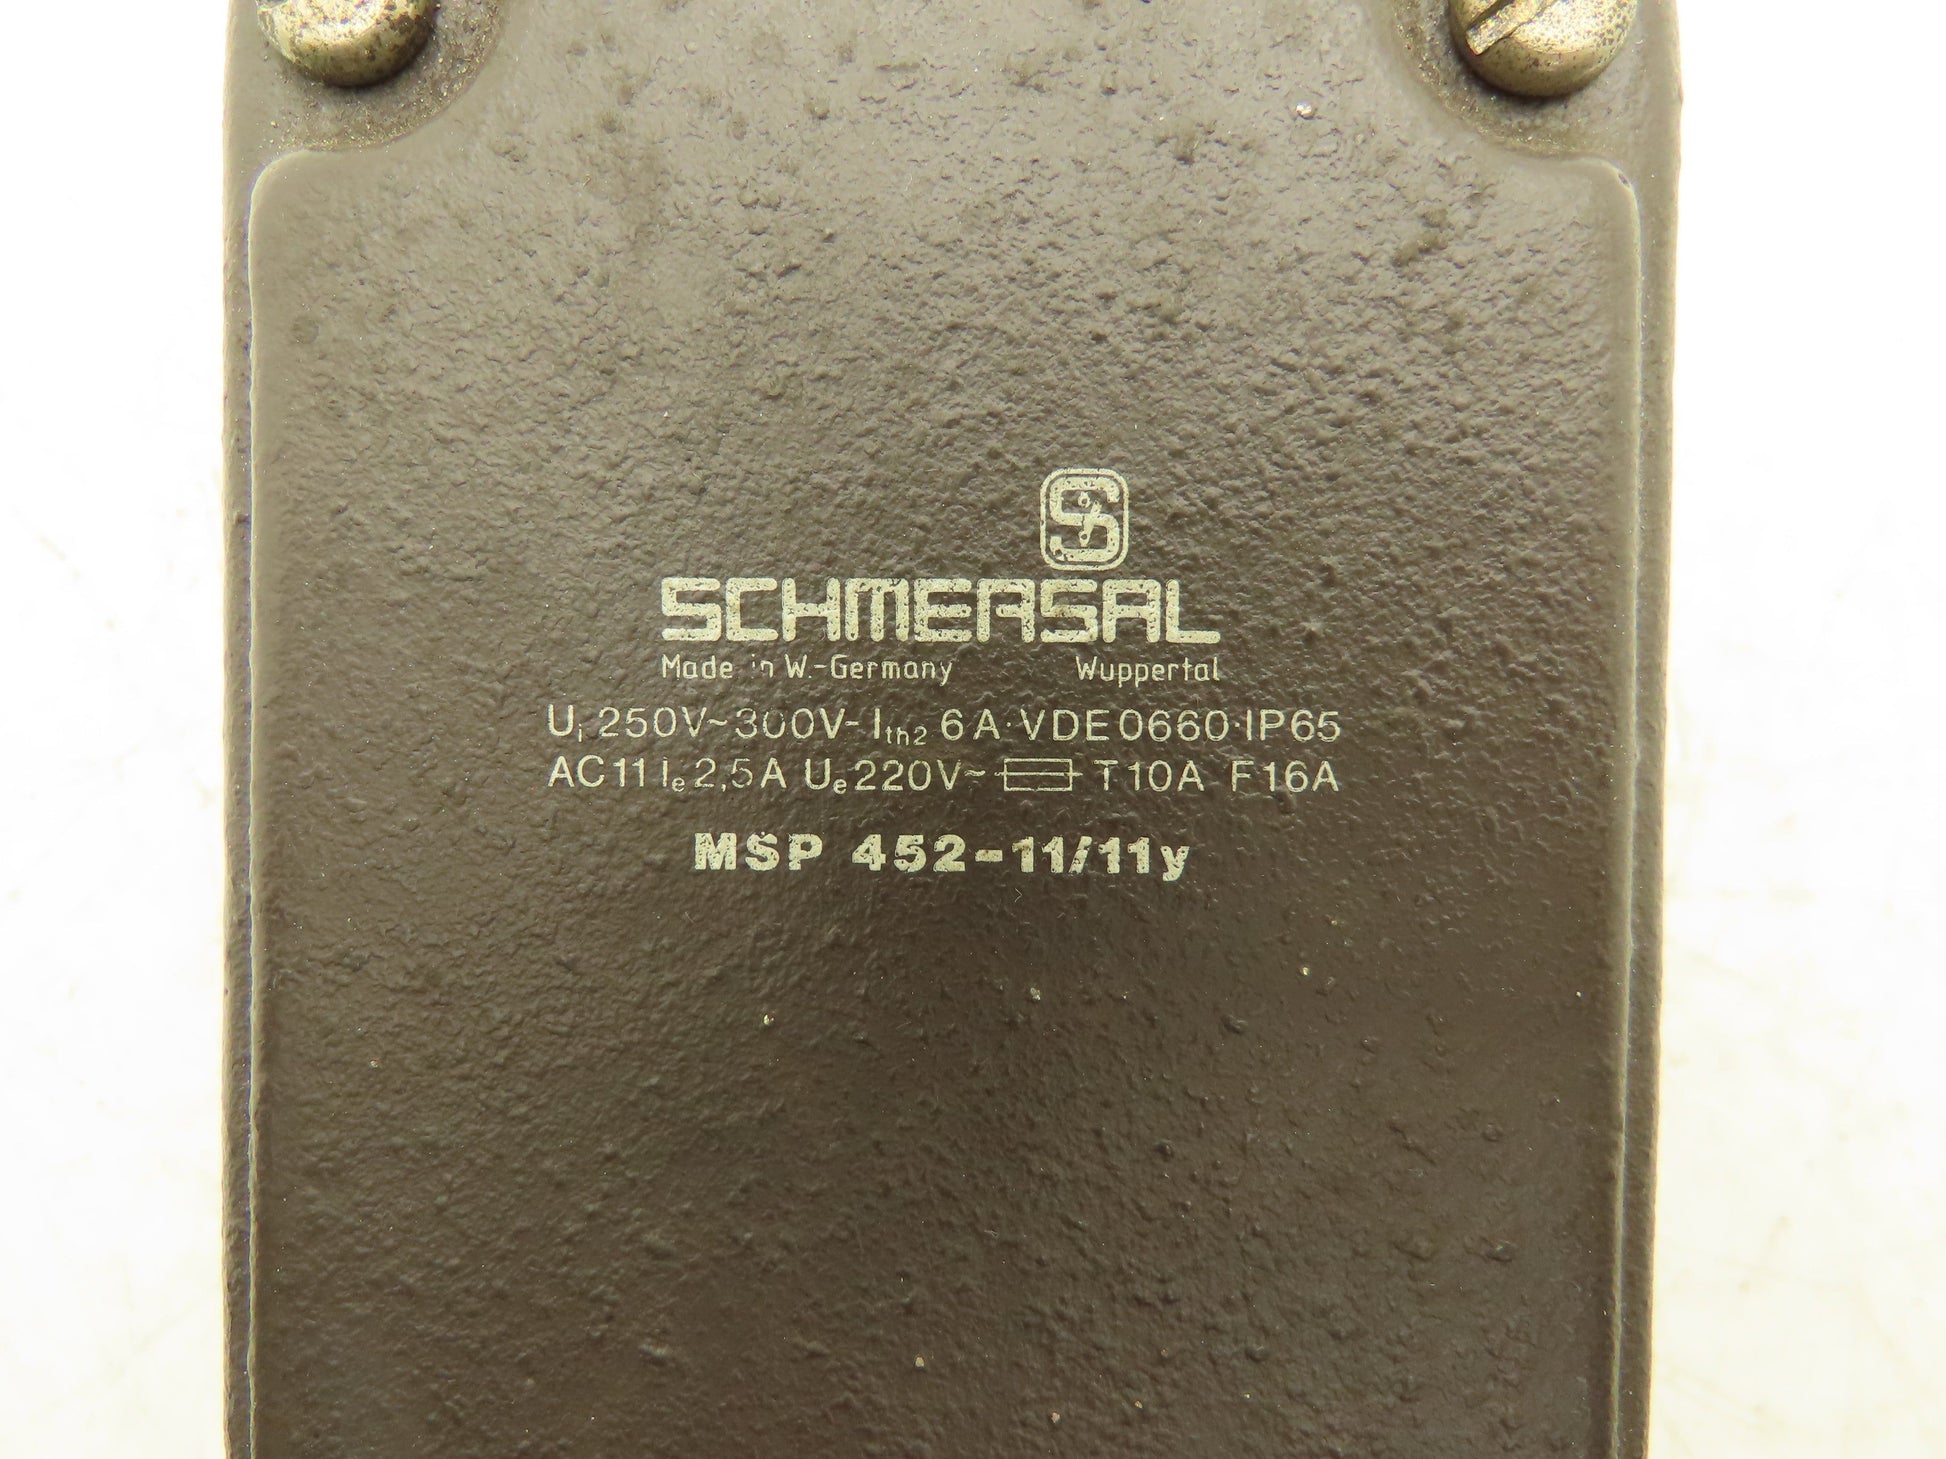 S
SCHMERSAL
Made in W.-Germany Wuppertal
Ui 250V~300V- Ith2 6A·VDE0660·IP65
AC11 Ie 2,5A Ue 220V~ T10A F16A
MSP 452-11/11y